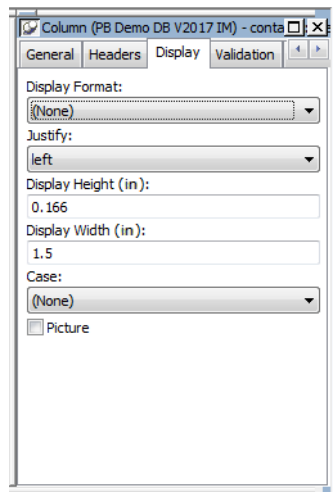 Column (PB Demo DB V2017 IM) - conta
General Headers Display Validation
Display Format:
(None)
Justify:
left
Display Height (in):
0.166
Display Width (in):
1.5
Case:
(None)
Picture